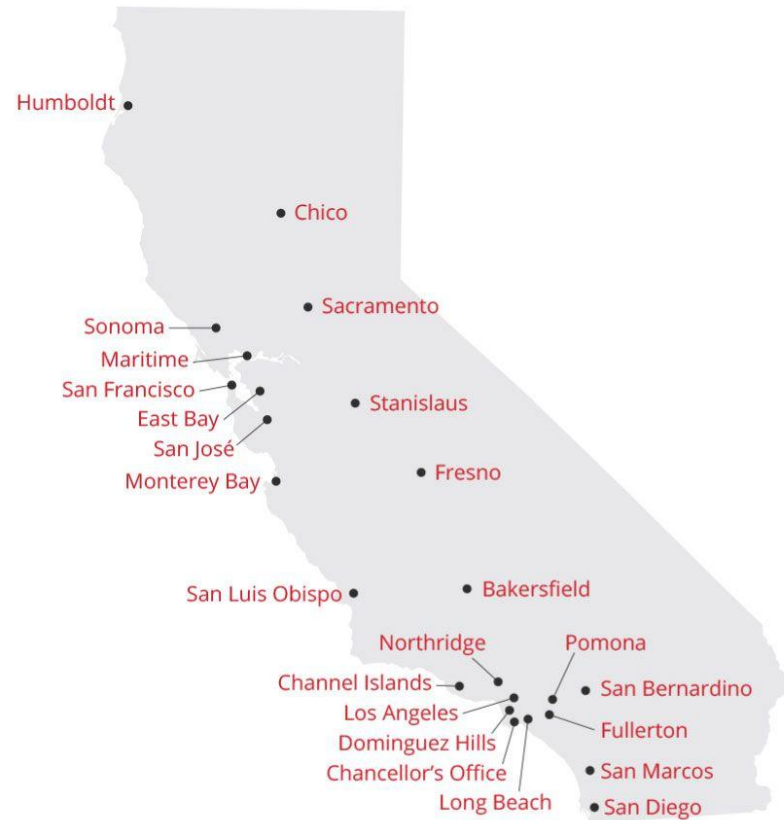 Humboldt
Chico
Sacramento
Sonoma
Maritime
San Francisco
East Bay
Stanislaus
San José
Fresno
Monterey Bay
Bakersfield
San Luis Obispo
Northridge
Pomona
Channel Islands
San Bernardino
Los Angeles
Fullerton
Dominguez Hills
Chancellor's Office
San Marcos
Long Beach
San Diego